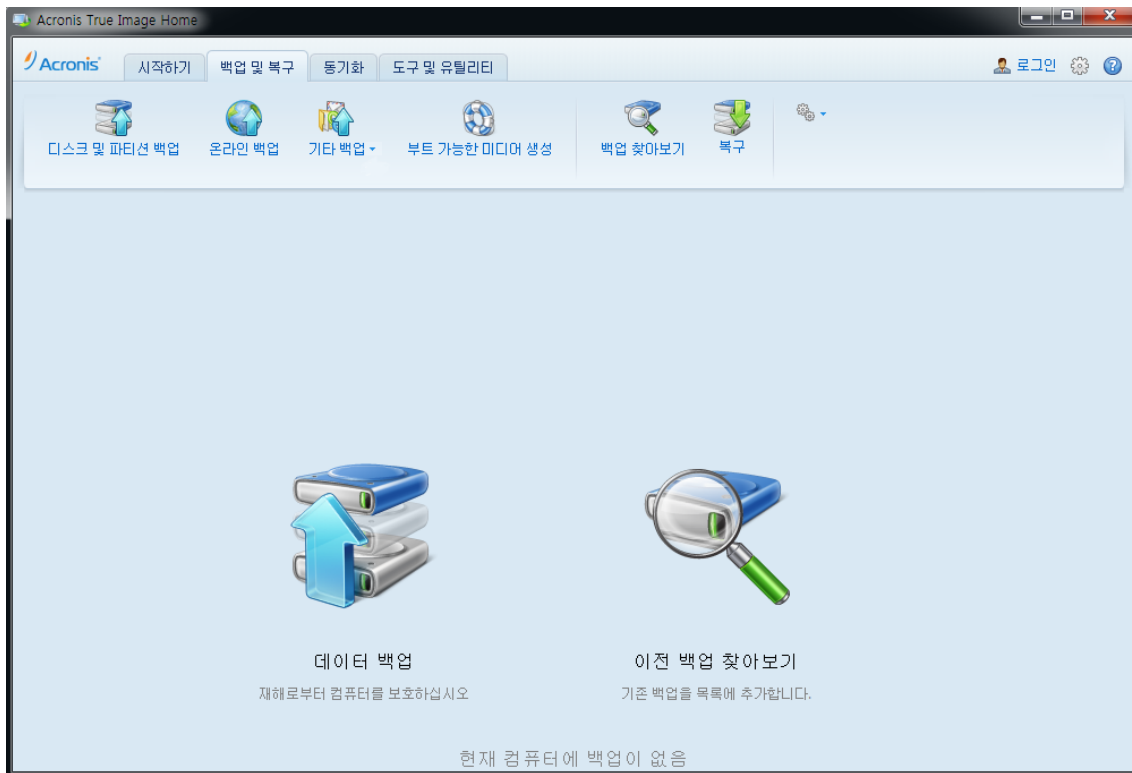 Acronis True Image Home
Acronis
시작하기
백업 및 복구
동기화
도구 및 유틸리티
로그인
디스크 및 파티션 백업
온라인 백업
기타 백업
부트 가능한 미디어 생성
백업 찾아보기
복구
데이터 백업
이전 백업 찾아보기
재해로부터 컴퓨터를 보호하십시오
기존 백업을 목록에 추가합니다.
현재 컴퓨터에 백업이 없음